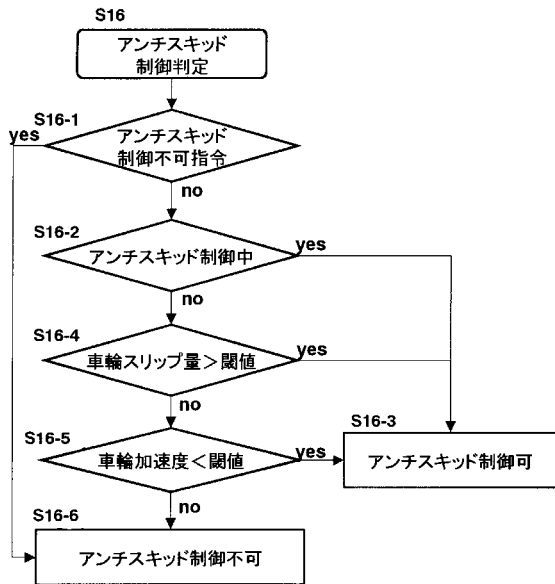 S16
アンチスキッド
制御判定
S16-1
yes
アンチスキッド
制御不可指令
no
S16-2
アンチスキッド制御中
yes
no
S16-4
車輪スリップ量＞閾値
yes
no
S16-5
車輪加速度＜閾値
yes
S16-3
アンチスキッド制御可
no
S16-6
アンチスキッド制御不可